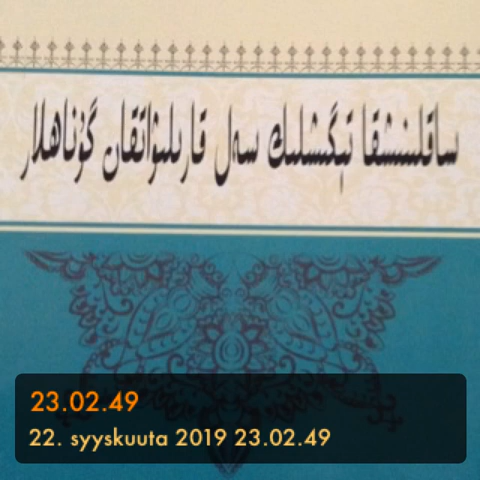 ساقلىنىشقا تېگىشلىك سەل قارىلىۋاتقان گۇناھلار
23.02.49
22. syyskuuta 2019 23.02.49